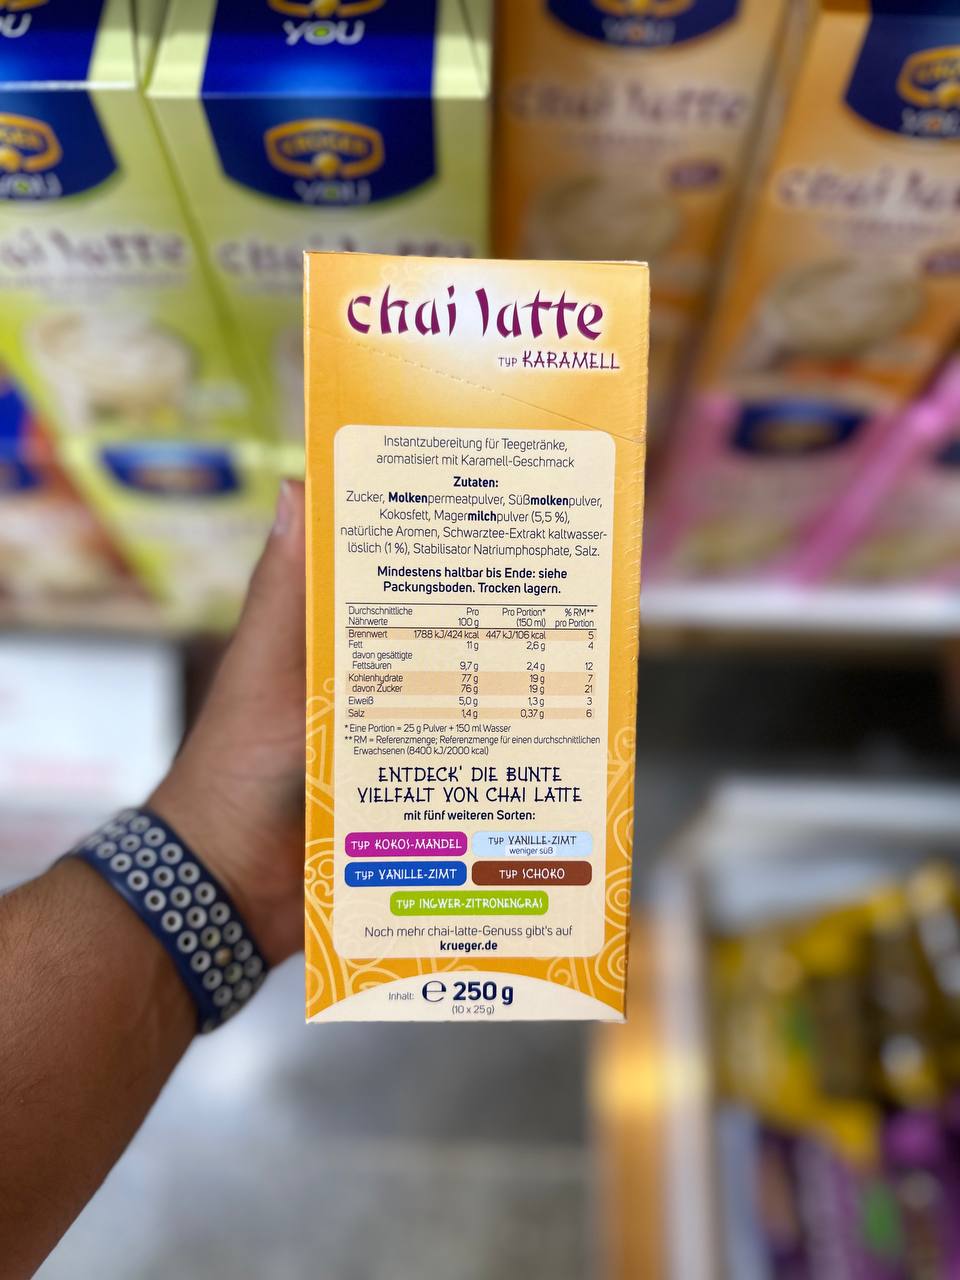 YOU
KRÜGER
YOU
chai latte
TYP KARAMELL
Instantzubereitung für Teegetränke,
aromatisiert mit Karamell-Geschmack
Zutaten:
Zucker, Molkenpermeatpulver, Süßmolkenpulver,
Kokosfett, Magermilchpulver (5,5 %),
natürliche Aromen, Schwarztee-Extrakt kaltwasser-
löslich (1 %), Stabilisator Natriumphosphate, Salz.
Mindestens haltbar bis Ende: siehe
Packungsboden. Trocken lagern.
Durchschnittliche Pro Pro Portion* % RM**
Nährwerte 100 g (150 ml) pro Portion
Brennwert 1788 kJ/424 kcal 447 kJ/106 kcal 5
Fett 11 g 2,6 g 4
davon gesättigte
Fettsäuren 9,7 g 2,4 g 12
Kohlenhydrate 77 g 19 g 7
davon Zucker 76 g 19 g 21
Eiweiß 5,0 g 1,3 g 3
Salz 1,4 g 0,37 g 6
* Eine Portion = 25 g Pulver + 150 ml Wasser
** RM = Referenzmenge; Referenzmenge für einen durchschnittlichen
Erwachsenen (8400 kJ/2000 kcal)
ENTDECK' DIE BUNTE
VIELFALT VON CHAI LATTE
mit fünf weiteren Sorten:
TYP KOKOS-MANDEL TYP VANILLE-ZIMT
weniger süß
TYP VANILLE-ZIMT TYP SCHOKO
TYP INGWER-ZITRONENGRAS
Noch mehr chai-latte-Genuss gibt's auf
krueger.de
Inhalt: ℮ 250 g
(10 x 25 g)